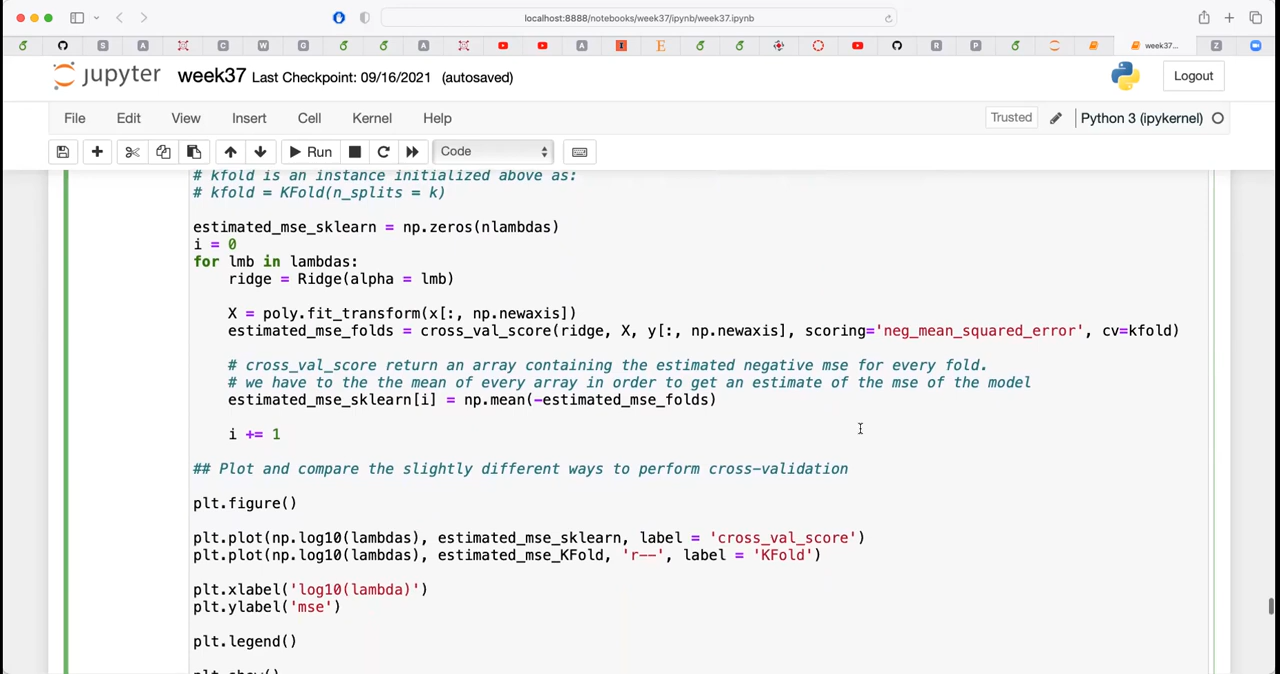 localhost:8888/notebooks/week37/ipynb/week37.ipynb
S A C W G A A I E R P week37... Z
jupyter week37 Last Checkpoint: 09/16/2021 (autosaved)
Logout
File Edit View Insert Cell Kernel Help
Trusted Python 3 (ipykernel)
Run Code
# kfold is an instance initialized above as:
# kfold = KFold(n_splits = k)
estimated_mse_sklearn = np.zeros(nlambdas)
i = 0
for lmb in lambdas:
    ridge = Ridge(alpha = lmb)
    X = poly.fit_transform(x[:, np.newaxis])
    estimated_mse_folds = cross_val_score(ridge, X, y[:, np.newaxis], scoring='neg_mean_squared_error', cv=kfold)
    # cross_val_score return an array containing the estimated negative mse for every fold.
    # we have to the the mean of every array in order to get an estimate of the mse of the model
    estimated_mse_sklearn[i] = np.mean(-estimated_mse_folds)
    i += 1
## Plot and compare the slightly different ways to perform cross-validation
plt.figure()
plt.plot(np.log10(lambdas), estimated_mse_sklearn, label = 'cross_val_score')
plt.plot(np.log10(lambdas), estimated_mse_KFold, 'r--', label = 'KFold')
plt.xlabel('log10(lambda)')
plt.ylabel('mse')
plt.legend()
plt.show()